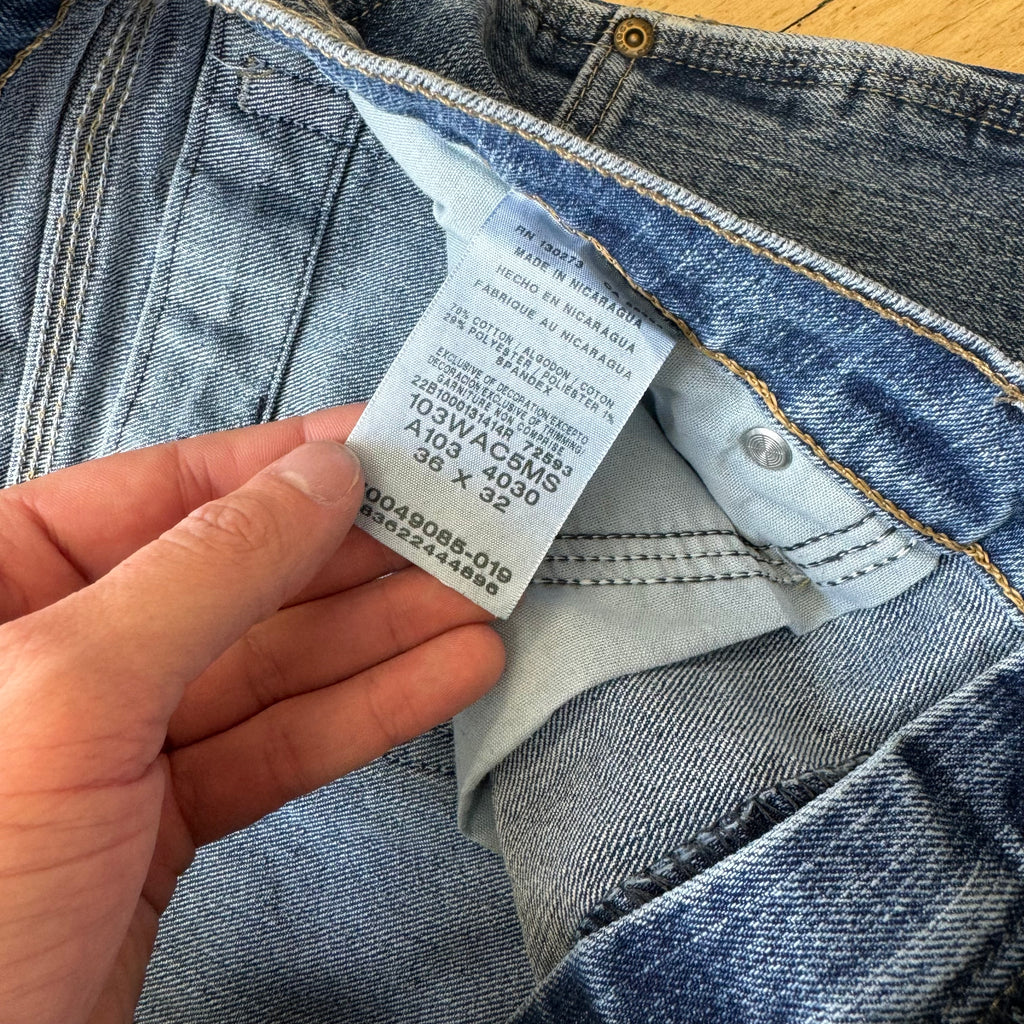 RN 130273
MADE IN NICARAGUA
HECHO EN NICARAGUA
FABRIQUE AU NICARAGUA
70% COTTON / ALGODON / COTON
29% POLYESTER / POLIESTER 1%
SPANDEX
EXCLUSIVE OF DECORATION/EXCEPTO
DECORACION/EXCLUSIVE OF TRIMMING/
GARNITURE NON COMPRISE
22B1000131414R 72593
103WAC5MS
A103 4030
36 X 32
0049085-019
83622444896